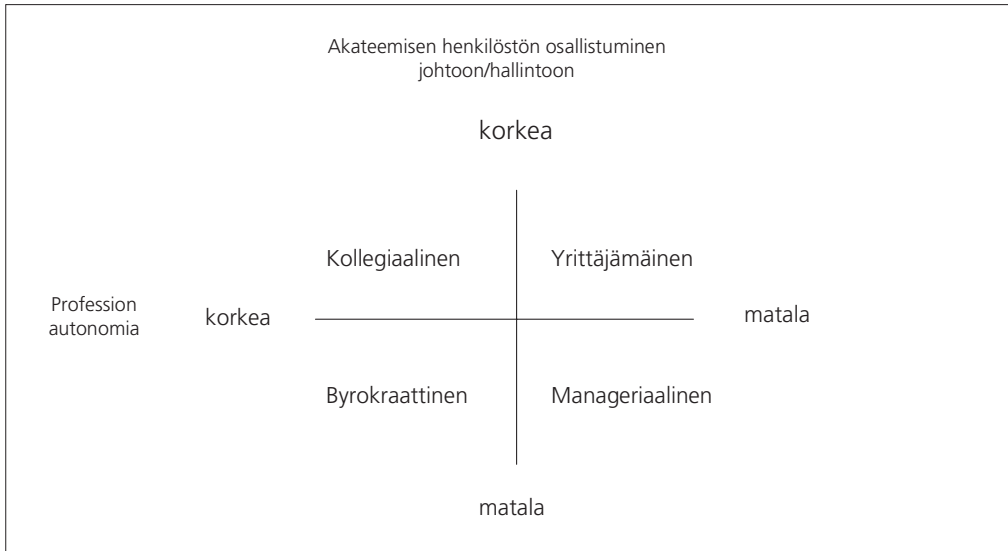 Akateemisen henkilöstön osallistuminen
johtoon/hallintoon
korkea
Kollegiaalinen
Yrittäjämäinen
Profession
autonomia
korkea
matala
Byrokraattinen
Manageriaalinen
matala